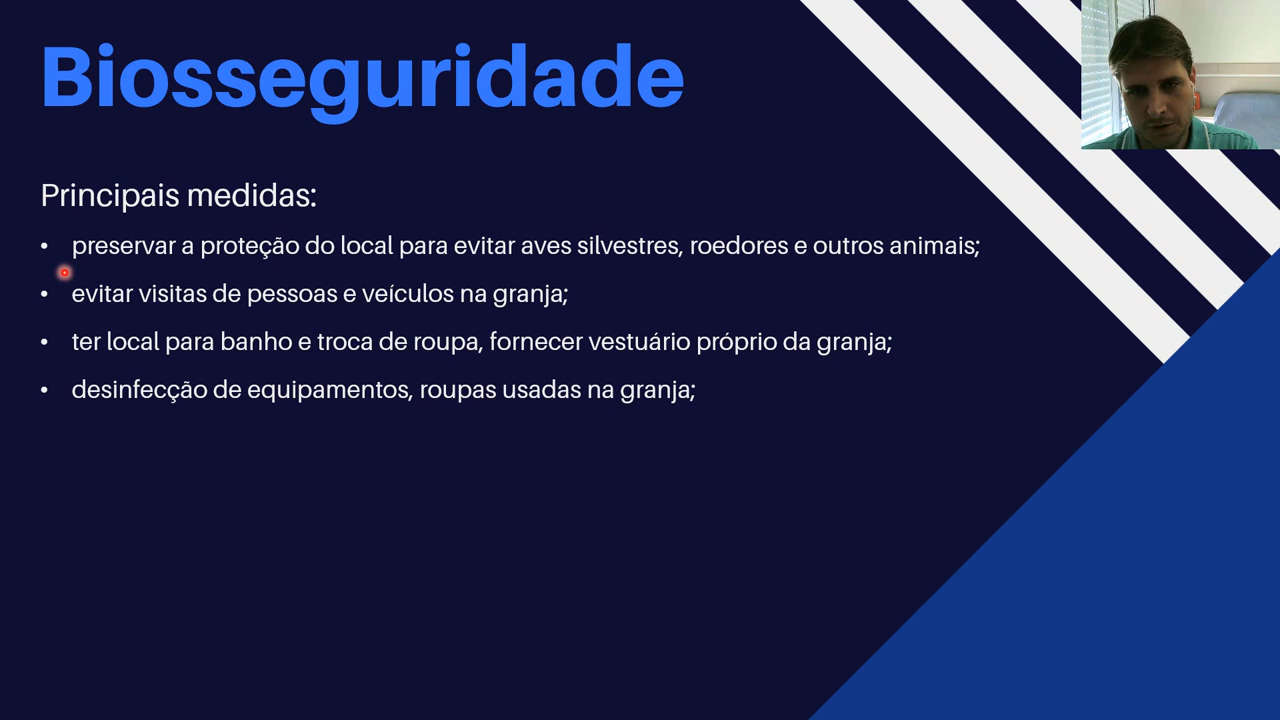 Biosseguridade
Principais medidas:
• preservar a proteção do local para evitar aves silvestres, roedores e outros animais;
• evitar visitas de pessoas e veículos na granja;
• ter local para banho e troca de roupa, fornecer vestuário próprio da granja;
• desinfecção de equipamentos, roupas usadas na granja;